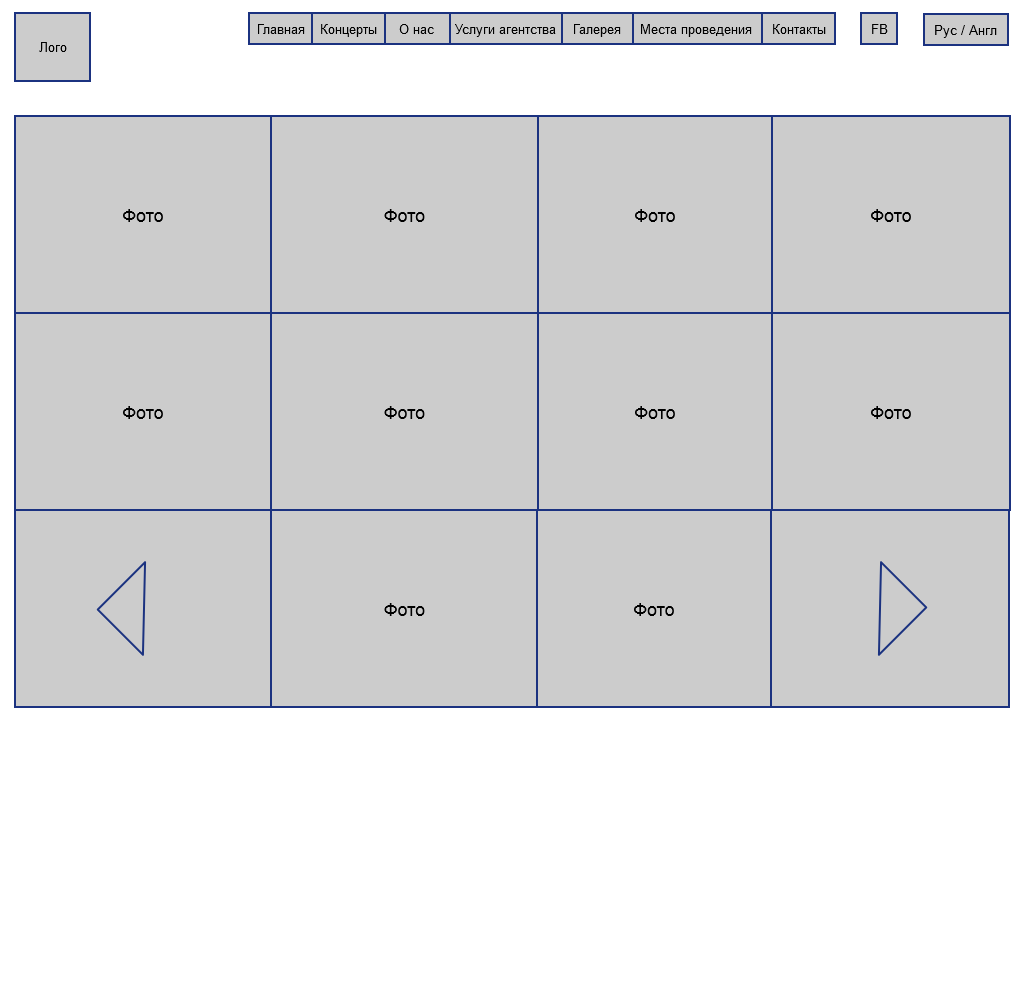 Лого
Главная
Концерты
О нас
Услуги агентства
Галерея
Места проведения
Контакты
FB
Рус / Англ
Фото
Фото
Фото
Фото
Фото
Фото
Фото
Фото
Фото
Фото